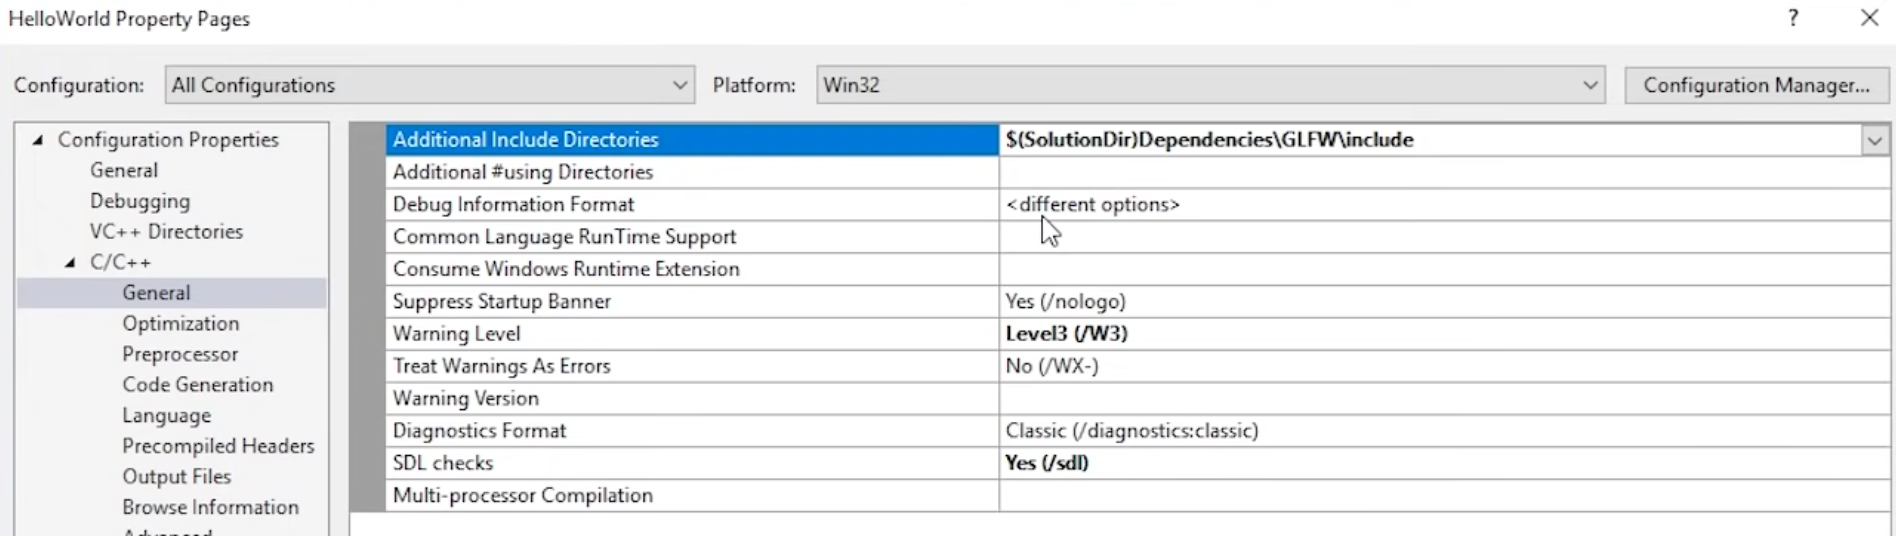 HelloWorld Property Pages
?
Configuration: All Configurations Platform: Win32 Configuration Manager...
Configuration Properties
General
Debugging
VC++ Directories
C/C++
General
Optimization
Preprocessor
Code Generation
Language
Precompiled Headers
Output Files
Browse Information
Advanced
Additional Include Directories $(SolutionDir)Dependencies\GLFW\include
Additional #using Directories
Debug Information Format <different options>
Common Language RunTime Support
Consume Windows Runtime Extension
Suppress Startup Banner Yes (/nologo)
Warning Level Level3 (/W3)
Treat Warnings As Errors No (/WX-)
Warning Version
Diagnostics Format Classic (/diagnostics:classic)
SDL checks Yes (/sdl)
Multi-processor Compilation